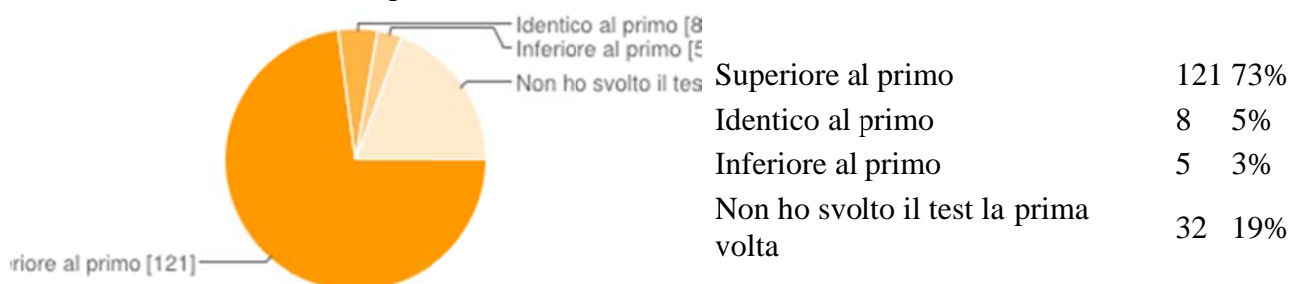 Identico al primo [8
Inferiore al primo [5
Non ho svolto il tes
riore al primo [121]
Superiore al primo 121 73%
Identico al primo 8 5%
Inferiore al primo 5 3%
Non ho svolto il test la prima
volta 32 19%